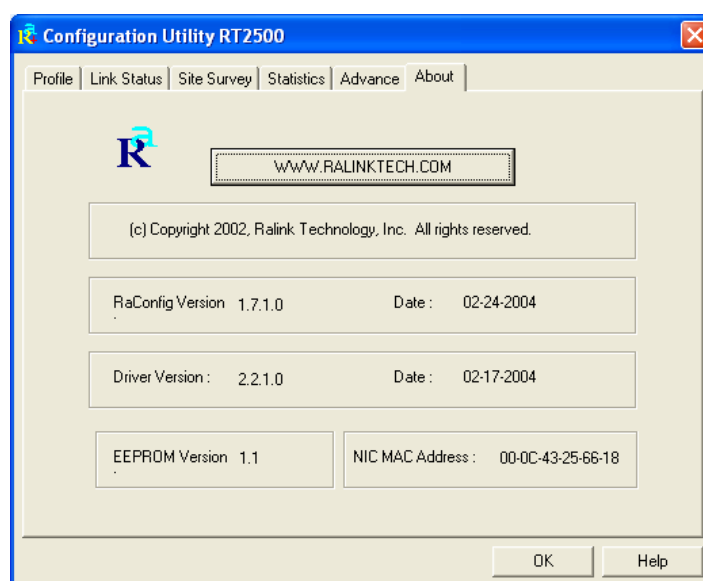 Configuration Utility RT2500
Profile Link Status Site Survey Statistics Advance About
Ra
WWW.RALINKTECH.COM
(c) Copyright 2002, Ralink Technology, Inc. All rights reserved.
RaConfig Version : 1.7.1.0 Date : 02-24-2004
Driver Version : 2.2.1.0 Date : 02-17-2004
EEPROM Version : 1.1 NIC MAC Address : 00-0C-43-25-66-18
OK Help